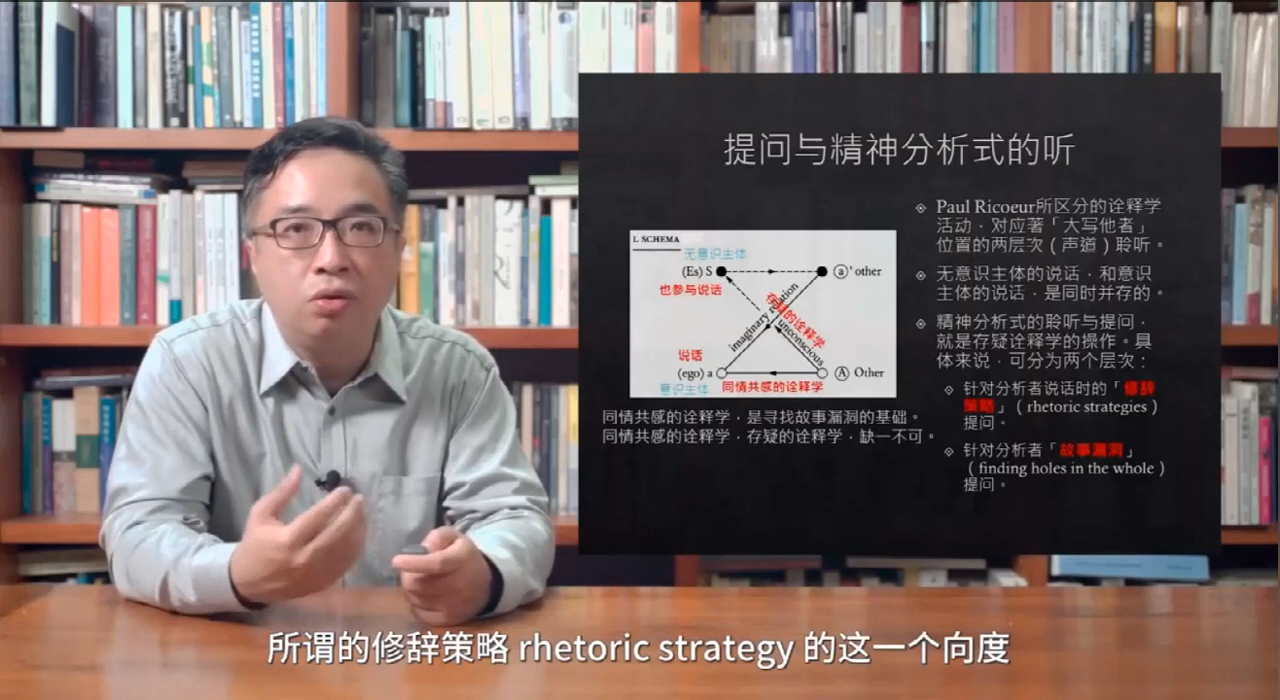 提问与精神分析式的听
L SCHEMA
无意识主体
(Es) S
ⓐ' other
也参与说话
存疑的诠释学
imaginary relation
unconscious
说话
(ego) a
Ⓐ Other
意识主体
同情共感的诠释学
同情共感的诠释学，是寻找故事漏洞的基础。
同情共感的诠释学，存疑的诠释学，缺一不可。
Paul Ricoeur所区分的诠释学
活动，对应著「大写他者」
位置的两层次（声道）聆听。
无意识主体的说话，和意识
主体的说话，是同时并存的。
精神分析式的聆听与提问，
就是存疑诠释学的操作。具
体来说，可分为两个层次：
针对分析者说话时的「修辞
策略」（rhetoric strategies）
提问。
针对分析者「故事漏洞」
（finding holes in the whole）
提问。
所谓的修辞策略 rhetoric strategy 的这一个向度